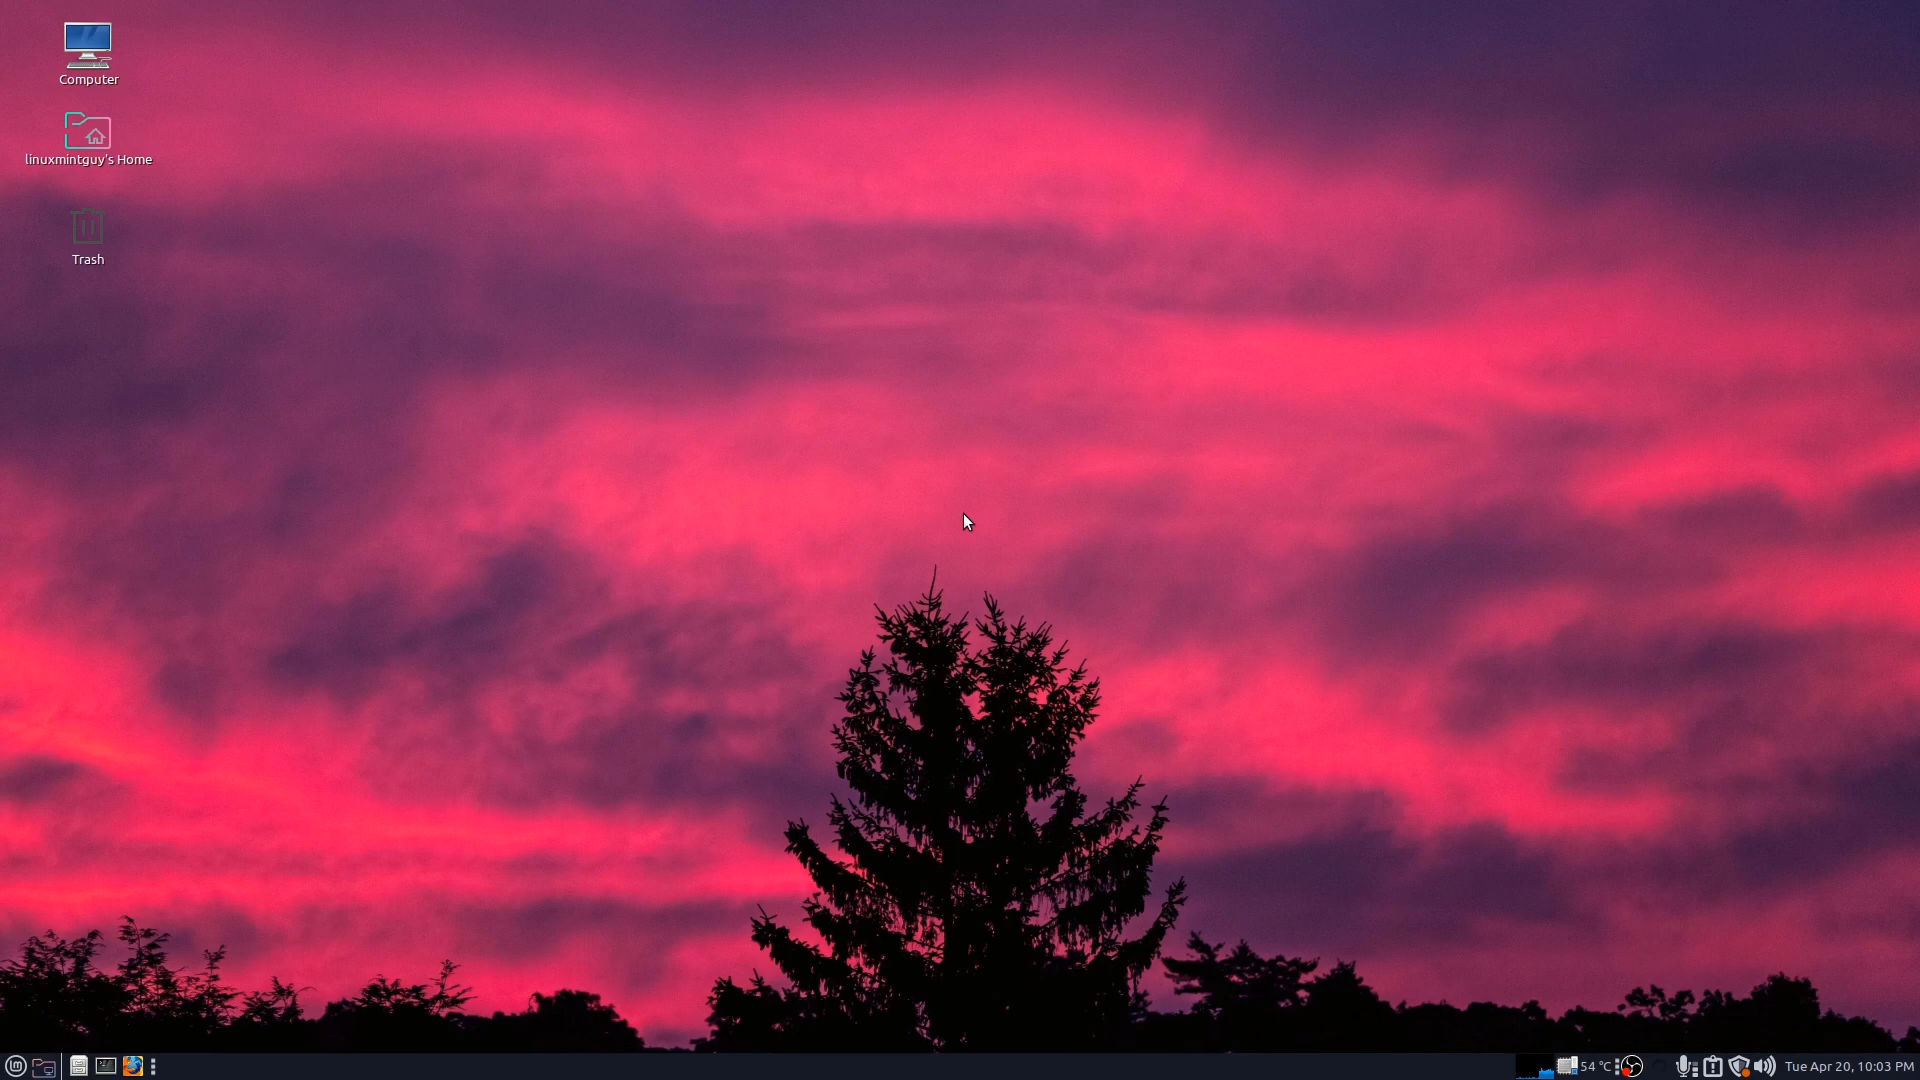 Computer
linuxmintguy's Home
Trash
54 °C
Tue Apr 20, 10:03 PM